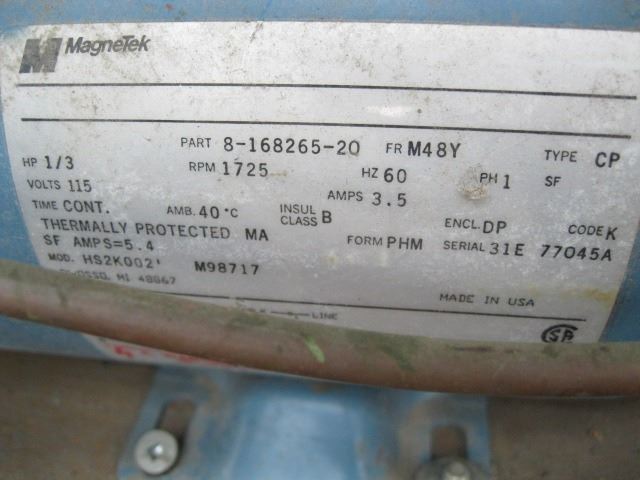 MagneTek
PART 8-168265-20 FR M48Y TYPE CP
HP 1/3 RPM 1725 HZ 60 PH 1 SF
VOLTS 115 AMPS 3.5
TIME CONT. AMB. 40°C INSUL CLASS B ENCL DP CODE K
THERMALLY PROTECTED MA FORM PHM SERIAL 31E 77045A
SF AMPS=5.4
MOD. HS2K002' M98717
MI 48867
MADE IN USA
LINE